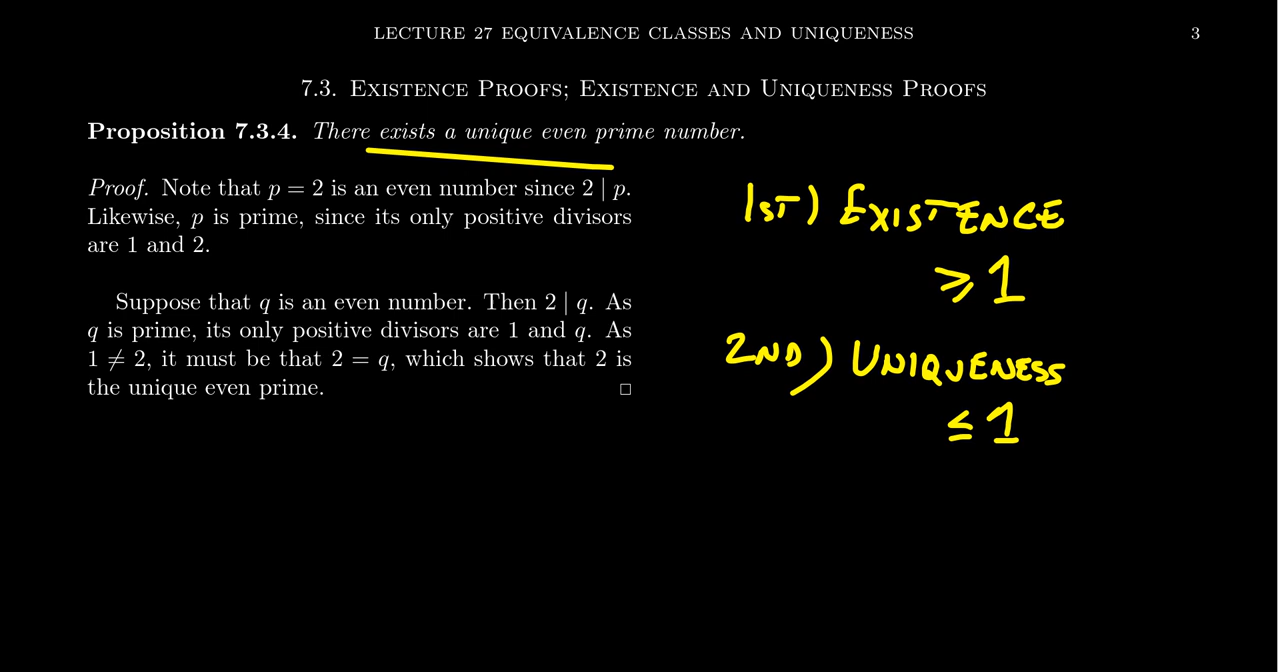 LECTURE 27 EQUIVALENCE CLASSES AND UNIQUENESS 3
7.3. Existence Proofs; Existence and Uniqueness Proofs
Proposition 7.3.4. There exists a unique even prime number.
Proof. Note that p = 2 is an even number since 2 | p.
Likewise, p is prime, since its only positive divisors
are 1 and 2.
Suppose that q is an even number. Then 2 | q. As
q is prime, its only positive divisors are 1 and q. As
1 ≠ 2, it must be that 2 = q, which shows that 2 is
the unique even prime. □
1ST) EXISTENCE
≥ 1
2ND) UNIQUENESS
≤ 1